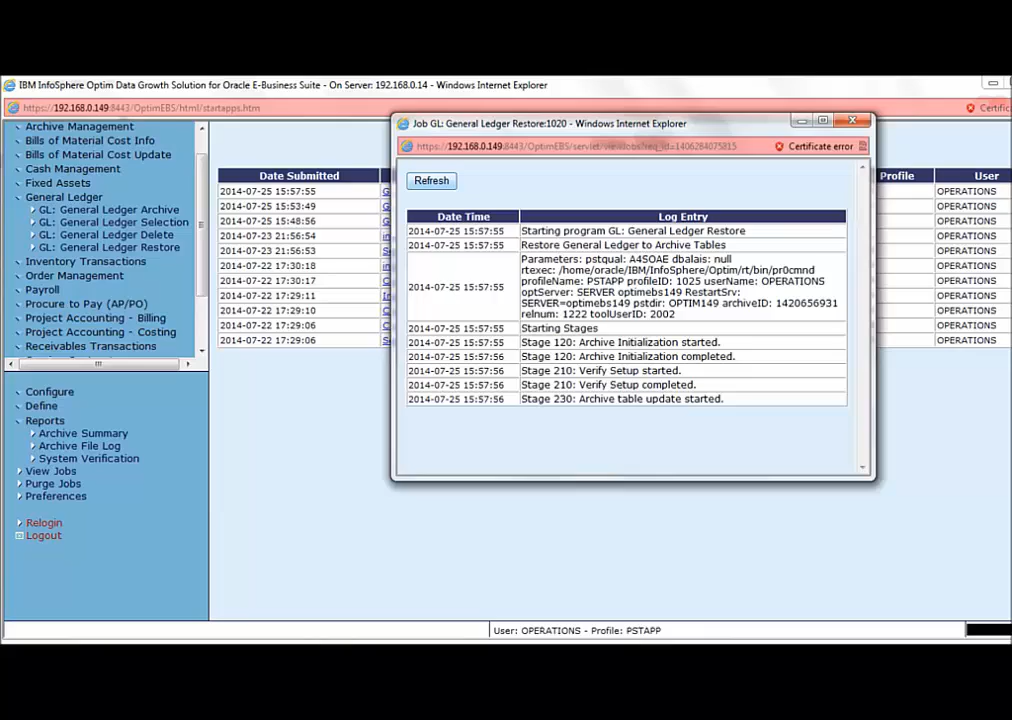 IBM InfoSphere Optim Data Growth Solution for Oracle E-Business Suite - On Server: 192.168.0.14 - Windows Internet Explorer
https://192.168.0.149:8443/OptimEBS/html/startapps.htm
Certific
Archive Management
Bills of Material Cost Info
Bills of Material Cost Update
Cash Management
Fixed Assets
General Ledger
GL: General Ledger Archive
GL: General Ledger Selection
GL: General Ledger Delete
GL: General Ledger Restore
Inventory Transactions
Order Management
Payroll
Procure to Pay (AP/PO)
Project Accounting - Billing
Project Accounting - Costing
Receivables Transactions
Configure
Define
Reports
Archive Summary
Archive File Log
System Verification
View Jobs
Purge Jobs
Preferences
Relogin
Logout
Date Submitted
Profile
User
2014-07-25 15:57:55 OPERATIONS
2014-07-25 15:53:49 OPERATIONS
2014-07-25 15:48:56 OPERATIONS
2014-07-23 21:56:54 OPERATIONS
2014-07-23 21:56:53 OPERATIONS
2014-07-22 17:30:18 OPERATIONS
2014-07-22 17:30:17 OPERATIONS
2014-07-22 17:29:11 OPERATIONS
2014-07-22 17:29:10 OPERATIONS
2014-07-22 17:29:06 OPERATIONS
2014-07-22 17:29:06 OPERATIONS
Job GL: General Ledger Restore:1020 - Windows Internet Explorer
https://192.168.0.149:8443/OptimEBS/servlet/viewJobs?req_id=1406284075815
Certificate error
Refresh
Date Time Log Entry
2014-07-25 15:57:55 Starting program GL: General Ledger Restore
2014-07-25 15:57:55 Restore General Ledger to Archive Tables
2014-07-25 15:57:55 Parameters: pstqual: A4SOAE dbalais: null
rtexec: /home/oracle/IBM/InfoSphere/Optim/rt/bin/pr0cmnd
profileName: PSTAPP profileID: 1025 userName: OPERATIONS
optServer: SERVER optimebs149 RestartSrv:
SERVER=optimebs149 pstdir: OPTIM149 archiveID: 1420656931
relnum: 1222 toolUserID: 2002
2014-07-25 15:57:55 Starting Stages
2014-07-25 15:57:55 Stage 120: Archive Initialization started.
2014-07-25 15:57:56 Stage 120: Archive Initialization completed.
2014-07-25 15:57:56 Stage 210: Verify Setup started.
2014-07-25 15:57:56 Stage 210: Verify Setup completed.
2014-07-25 15:57:56 Stage 230: Archive table update started.
User: OPERATIONS - Profile: PSTAPP